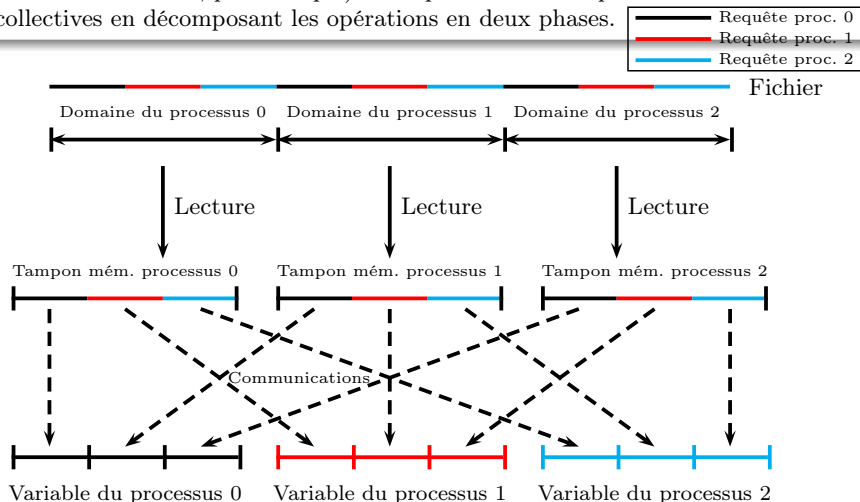 collectives en décomposant les opérations en deux phases.
Requête proc. 0
Requête proc. 1
Requête proc. 2
Fichier
Domaine du processus 0 Domaine du processus 1 Domaine du processus 2
Lecture Lecture Lecture
Tampon mém. processus 0 Tampon mém. processus 1 Tampon mém. processus 2
Communications
Variable du processus 0 Variable du processus 1 Variable du processus 2